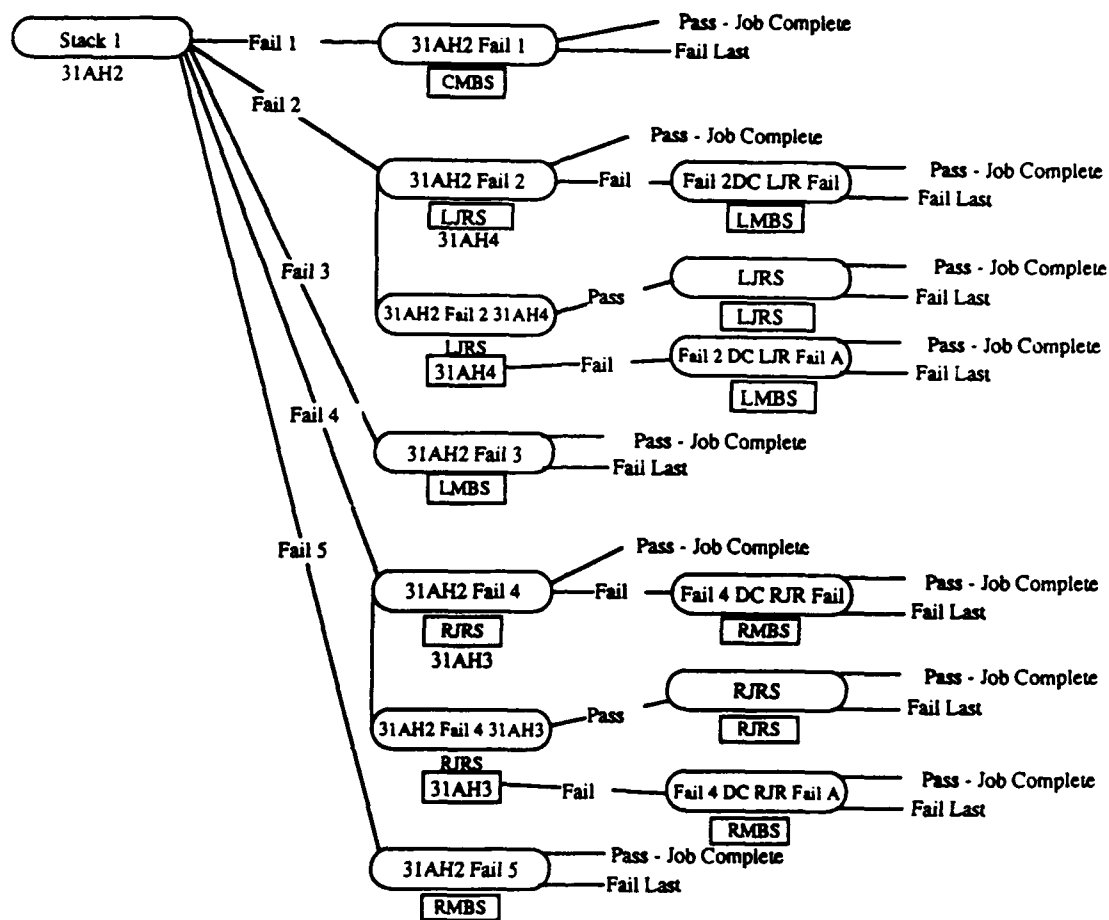 Stack 1
31AH2
Fail 1
31AH2 Fail 1
CMBS
Pass - Job Complete
Fail Last
Fail 2
31AH2 Fail 2
LJRS
31AH4
Pass - Job Complete
Fail
Fail 2DC LJR Fail
LMBS
Pass - Job Complete
Fail Last
31AH2 Fail 2 31AH4
LJRS
31AH4
Pass
LJRS
LJRS
Pass - Job Complete
Fail Last
Fail
Fail 2 DC LJR Fail A
LMBS
Pass - Job Complete
Fail Last
Fail 3
31AH2 Fail 3
LMBS
Pass - Job Complete
Fail Last
Fail 4
31AH2 Fail 4
RJRS
31AH3
Pass - Job Complete
Fail
Fail 4 DC RJR Fail
RMBS
Pass - Job Complete
Fail Last
31AH2 Fail 4 31AH3
RJRS
31AH3
Pass
RJRS
RJRS
Pass - Job Complete
Fail Last
Fail
Fail 4 DC RJR Fail A
RMBS
Pass - Job Complete
Fail Last
Fail 5
31AH2 Fail 5
RMBS
Pass - Job Complete
Fail Last